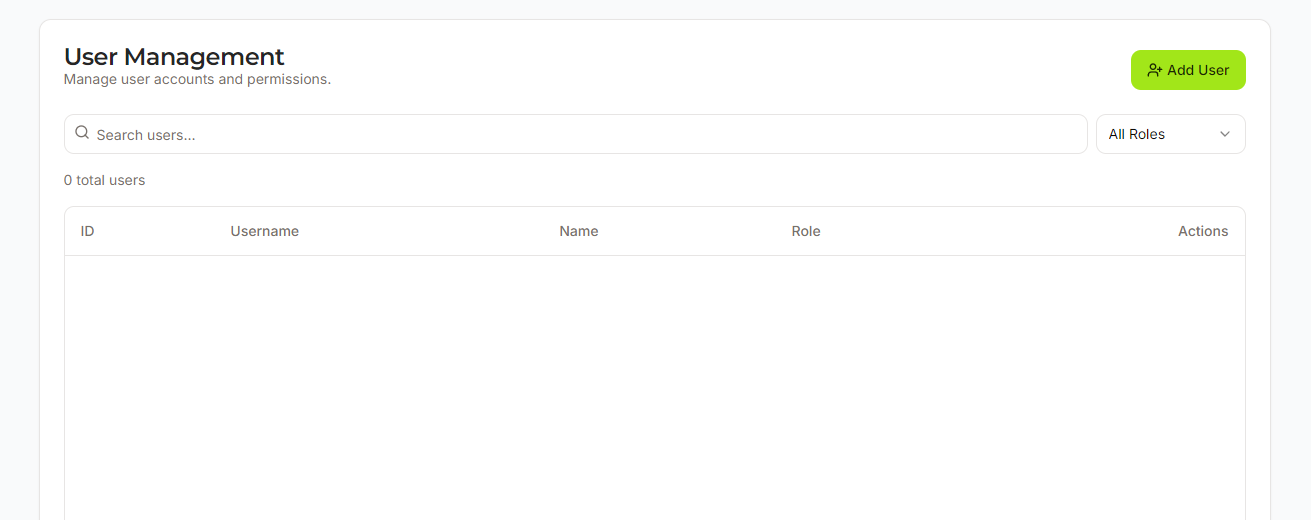 User Management
Manage user accounts and permissions.
Add User
Search users...
All Roles
0 total users
ID Username Name Role Actions